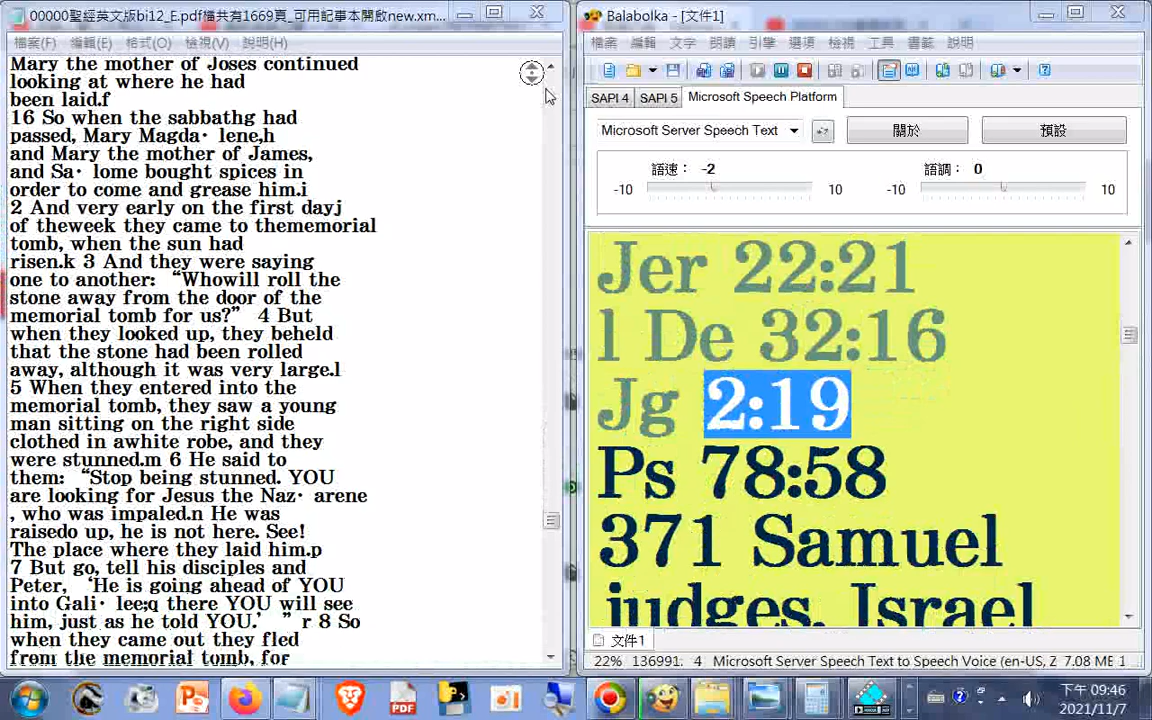 00000聖經英文版bi12_E.pdf檔共有1669頁_可用記事本開啟new.xm...
檔案(F) 編輯(E) 格式(O) 檢視(V) 說明(H)
Mary the mother of Joses continued
looking at where he had
been laid.f
16 So when the sabbathg had
passed, Mary Magda· lene,h
and Mary the mother of James,
and Sa· lome bought spices in
order to come and grease him.i
2 And very early on the first dayj
of theweek they came to thememorial
tomb, when the sun had
risen.k 3 And they were saying
one to another: “Whowill roll the
stone away from the door of the
memorial tomb for us?” 4 But
when they looked up, they beheld
that the stone had been rolled
away, although it was very large.l
5 When they entered into the
memorial tomb, they saw a young
man sitting on the right side
clothed in awhite robe, and they
were stunned.m 6 He said to
them: “Stop being stunned. YOU
are looking for Jesus the Naz· arene
, who was impaled.n He was
raisedo up, he is not here. See!
The place where they laid him.p
7 But go, tell his disciples and
Peter, ‘He is going ahead of YOU
into Gali· lee;q there YOU will see
him, just as he told YOU.’ ” r 8 So
when they came out they fled
from the memorial tomb, for
Balabolka - [文件1]
檔案 編輯 文字 朗讀 引擎 選項 檢視 工具 書籤 說明
SAPI 4 SAPI 5 Microsoft Speech Platform
Microsoft Server Speech Text 關於 預設
語速: -2 語調: 0
-10 10 -10 10
Jer 22:21
l De 32:16
Jg 2:19
Ps 78:58
371 Samuel
judges, Israel
文件1
22% 136991: 4 Microsoft Server Speech Text to Speech Voice (en-US, Z 7.08 MB 1
PDF
下午 09:46
2021/11/7